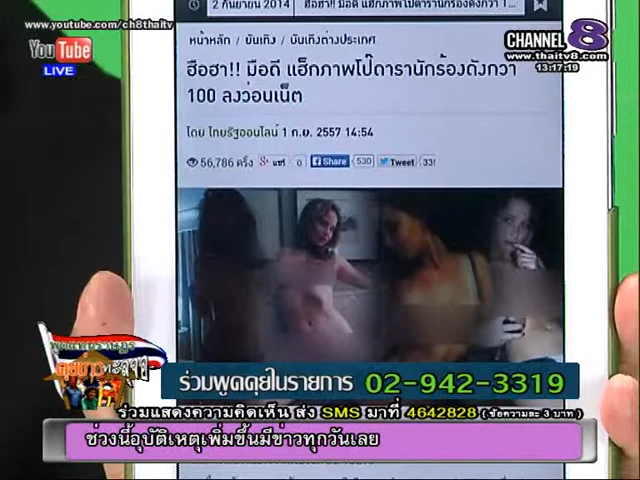 2 กันยายน 2014
ฮือฮา!! มือดี แฮ็กภาพโป๊ดารานักร้องดังกว่า 1...
www.youtube.com/ch8thaitv
YouTube
LIVE
CHANNEL 8
www.thaitv8.com
13:17:19
หน้าหลัก / บันเทิง / บันเทิงต่างประเทศ
ฮือฮา!! มือดี แฮ็กภาพโป๊ดารานักร้องดังกว่า
100 ลงว่อนเน็ต
โดย ไทยรัฐออนไลน์ 1 ก.ย. 2557 14:54
56,786 ครั้ง แชร์ 0 Share 530 Tweet 33
คุยข่าว
ร่วมพูดคุยในรายการ 02-942-3319
ร่วมแสดงความคิดเห็น ส่ง SMS มาที่ 4642828 ( ข้อความละ 3 บาท )
ช่วงนี้อุบัติเหตุเพิ่มขึ้นมีข่าวทุกวันเลย